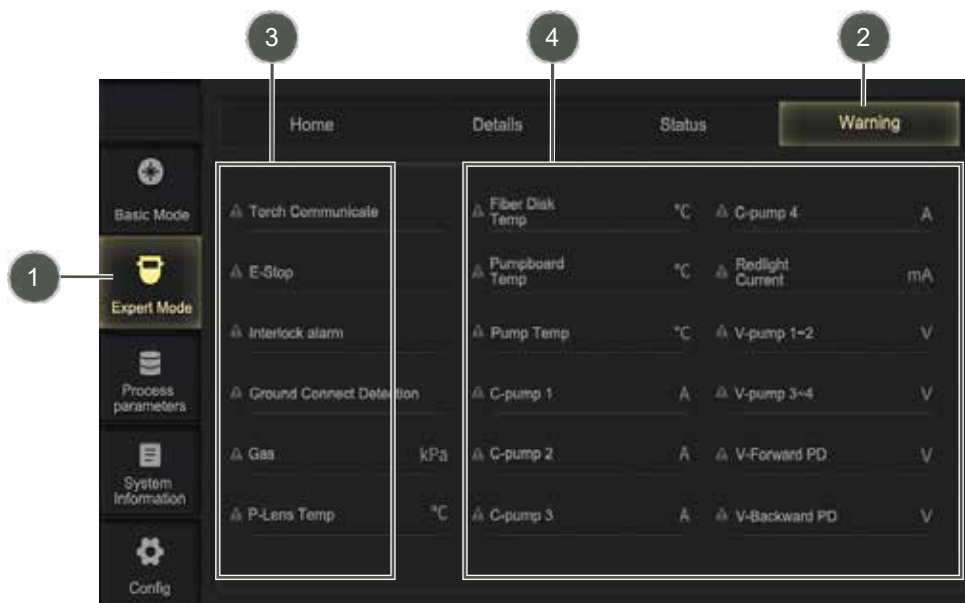 3
4
2
Home
Details
Status
Warning
Basic Mode
1
Expert Mode
Process
parameters
System
Information
Config
Torch Communicate
E-Stop
Interlock alarm
Ground Connect Detection
Gas kPa
P-Lens Temp °C
Fiber Disk
Temp °C
Pumpboard
Temp °C
Pump Temp °C
C-pump 1 A
C-pump 2 A
C-pump 3 A
C-pump 4 A
Redlight
Current mA
V-pump 1~2 V
V-pump 3~4 V
V-Forward PD V
V-Backward PD V